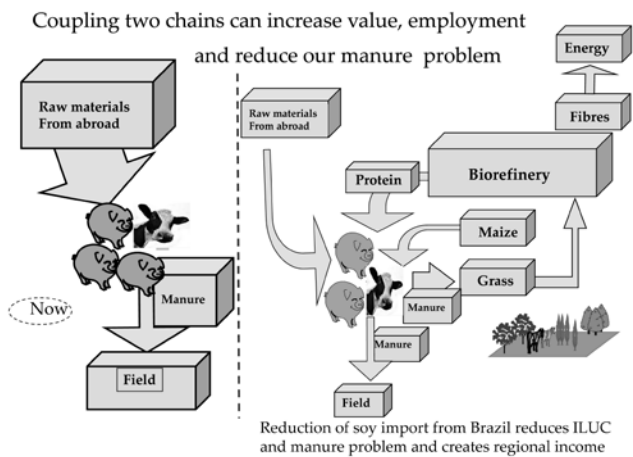 Coupling two chains can increase value, employment
and reduce our manure problem
Raw materials
From abroad
Manure
Now
Field
Raw materials
From abroad
Energy
Fibres
Biorefinery
Protein
Maize
Grass
Manure
Manure
Field
Reduction of soy import from Brazil reduces ILUC
and manure problem and creates regional income